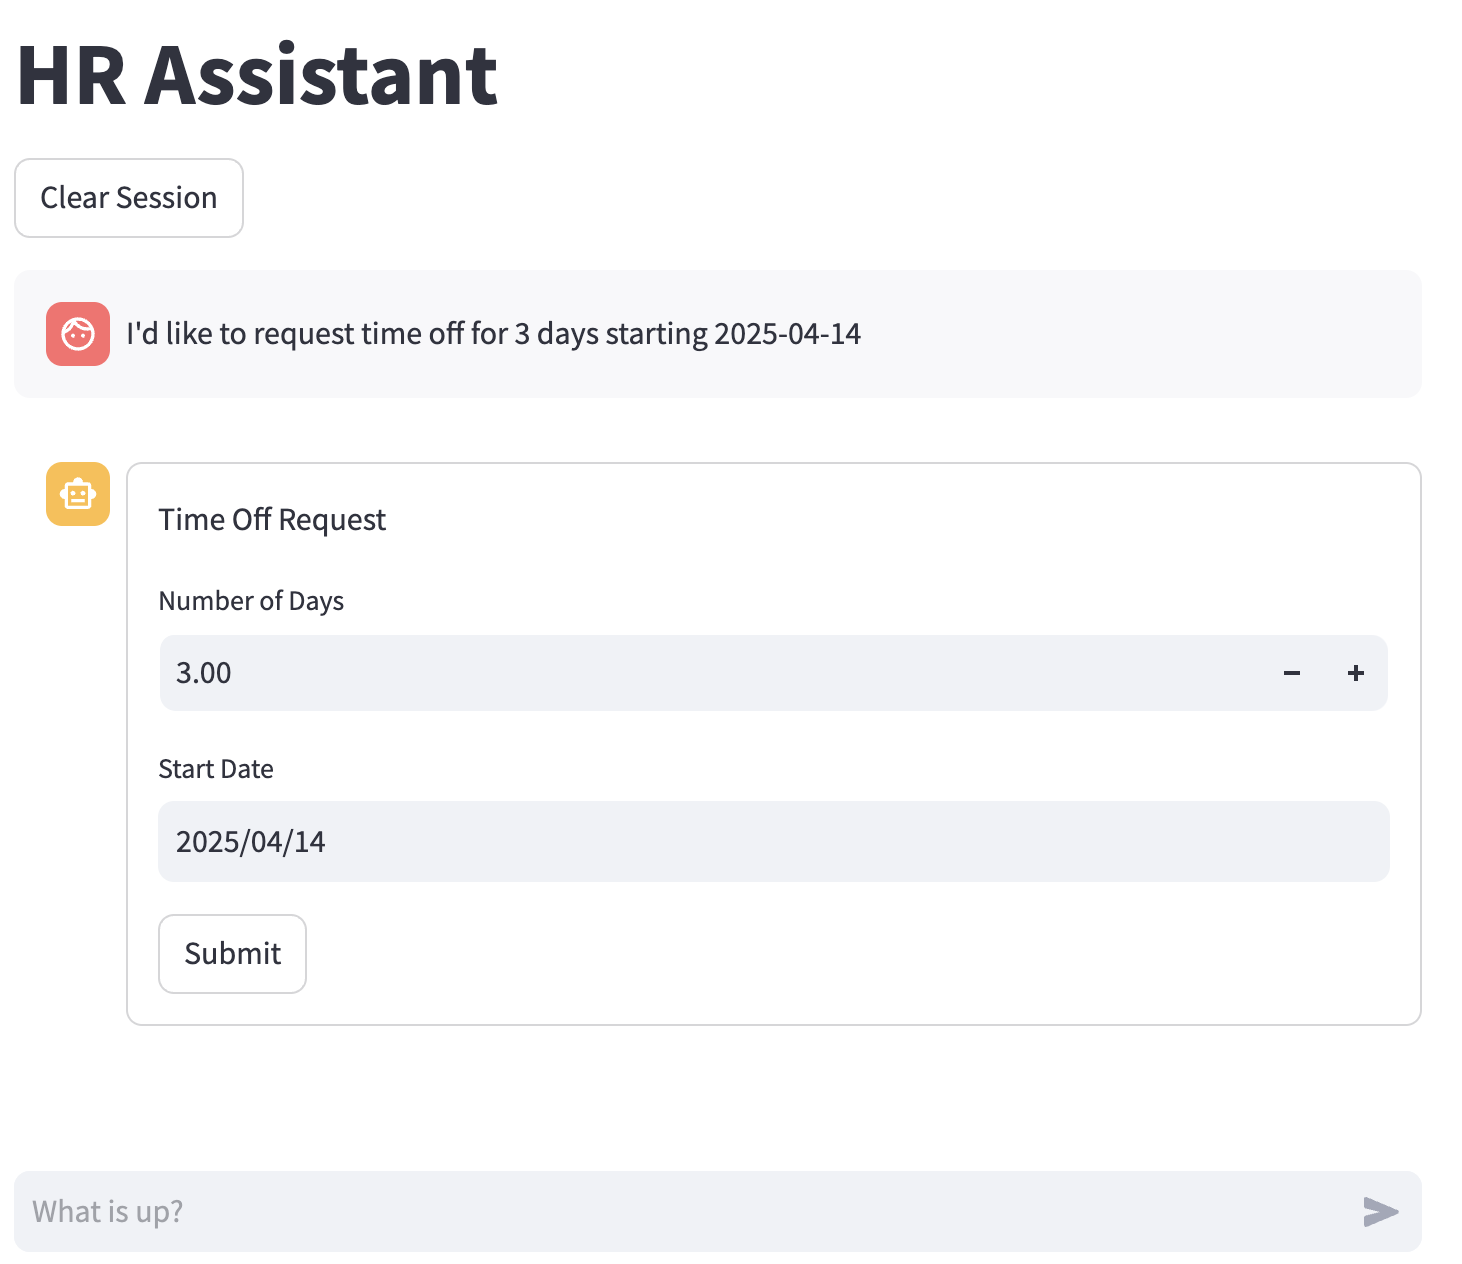 HR Assistant
Clear Session
I'd like to request time off for 3 days starting 2025-04-14
Time Off Request
Number of Days
3.00
Start Date
2025/04/14
Submit
What is up?